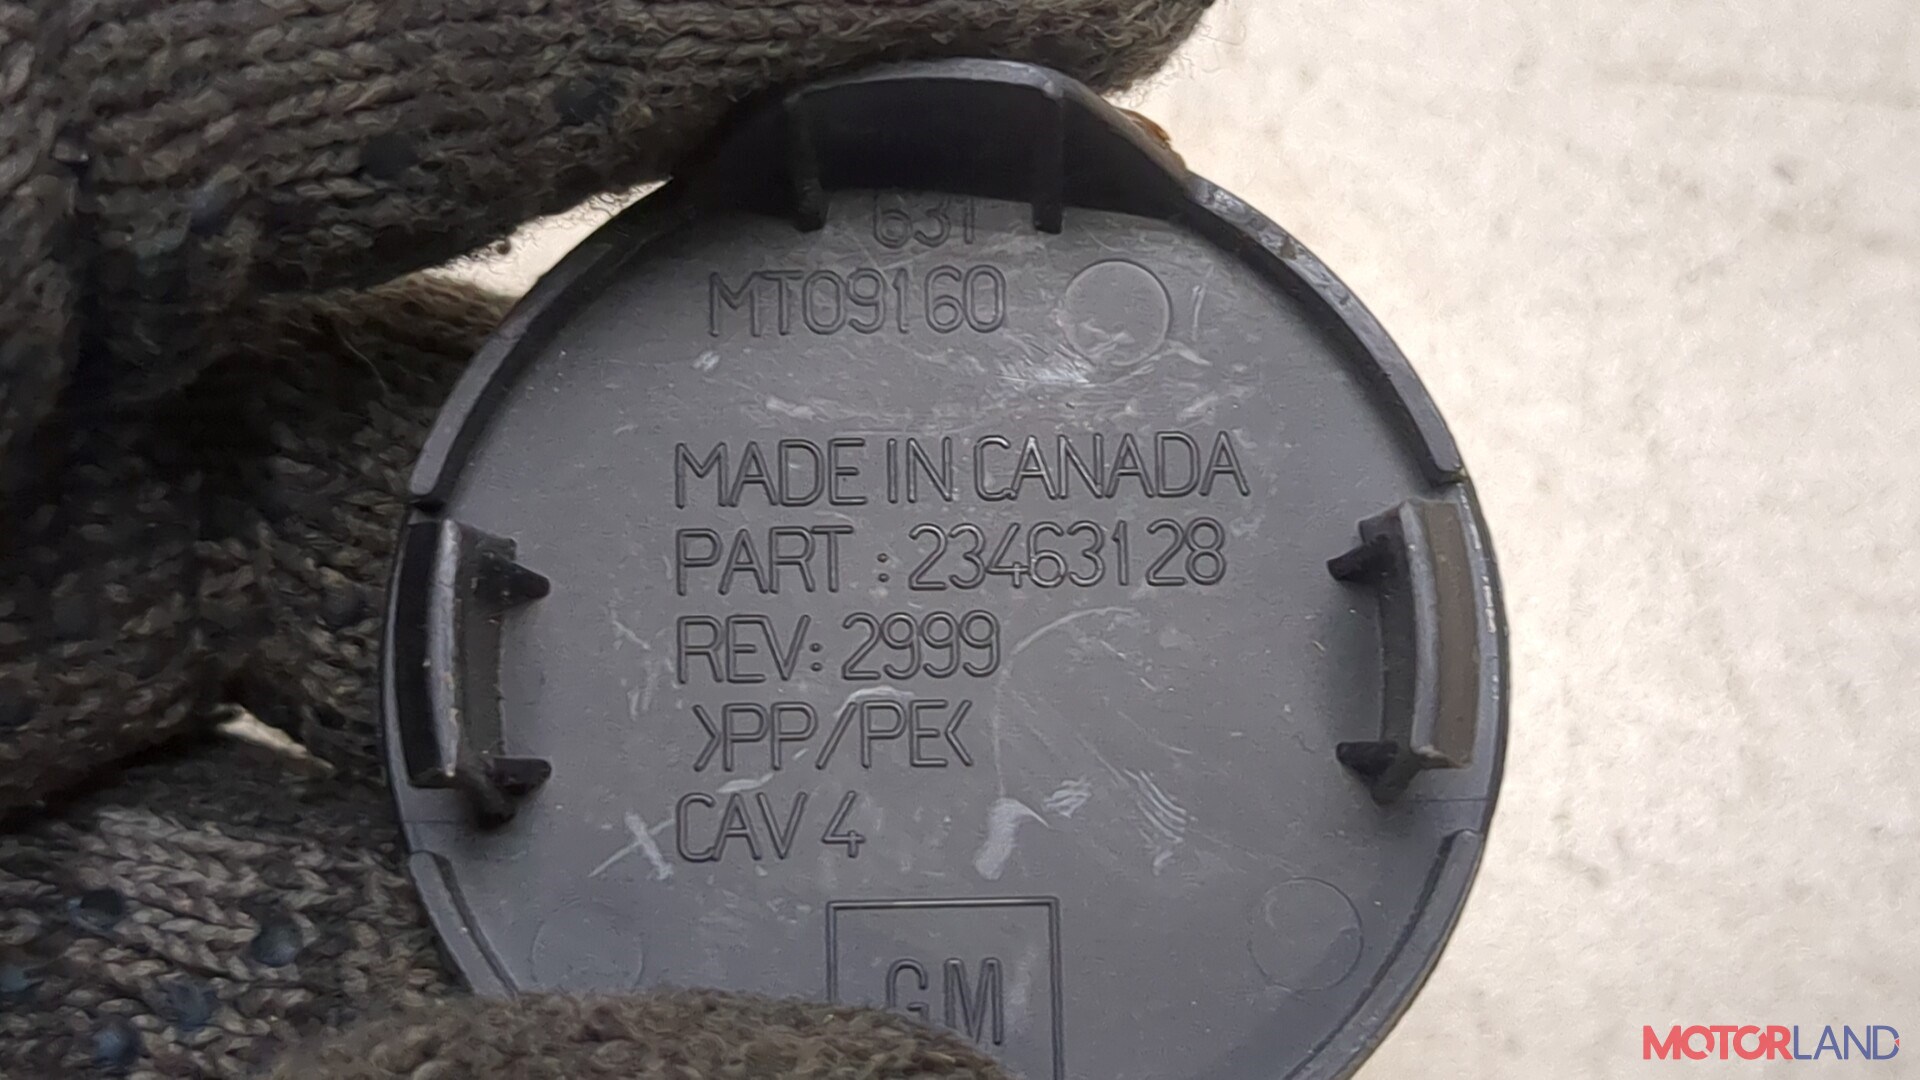 631
MT09160
MADE IN CANADA
PART : 23463128
REV: 2999
>PP/PE<
CAV 4
GM
MOTORLAND